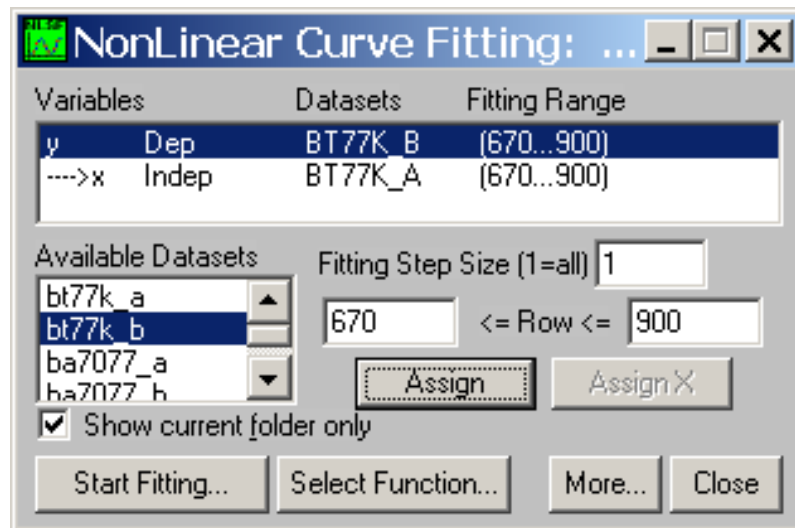 NonLinear Curve Fitting: ...
Variables Datasets Fitting Range
y Dep BT77K_B (670...900)
---->x Indep BT77K_A (670...900)
Available Datasets
Fitting Step Size (1=all) 1
bt77k_a
bt77k_b
ba7077_a
ba7077_b
670 <= Row <= 900
Assign Assign X
Show current folder only
Start Fitting... Select Function... More... Close